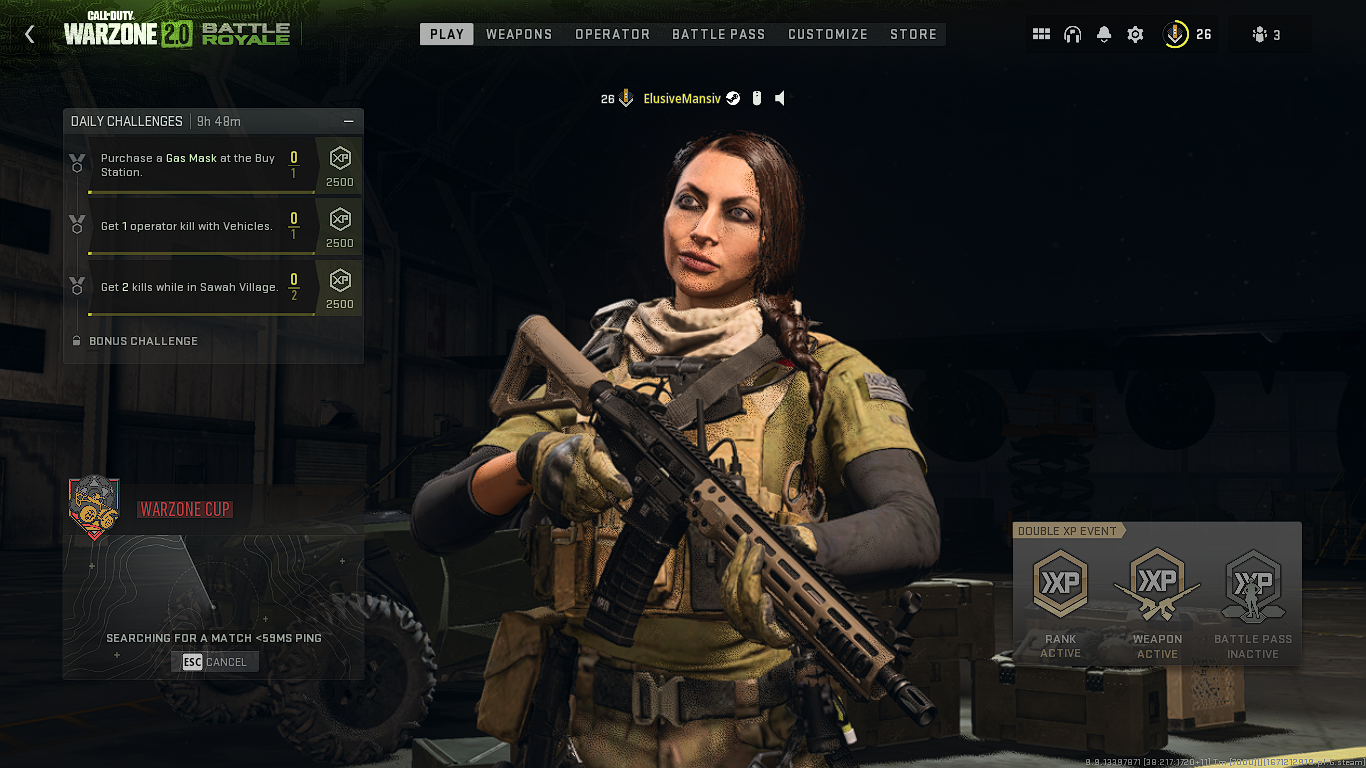 CALL OF DUTY
WARZONE 2.0 BATTLE ROYALE
PLAY WEAPONS OPERATOR BATTLE PASS CUSTOMIZE STORE
26 3
26 ElusiveMansiv
DAILY CHALLENGES 9h 48m
Purchase a Gas Mask at the Buy
Station.
0
1
XP
2500
Get 1 operator kill with Vehicles.
0
1
XP
2500
Get 2 kills while in Sawah Village.
0
2
XP
2500
BONUS CHALLENGE
WARZONE CUP
SEARCHING FOR A MATCH <59MS PING
ESC CANCEL
DOUBLE XP EVENT
XP XP XP
RANK WEAPON BATTLE PASS
ACTIVE ACTIVE INACTIVE